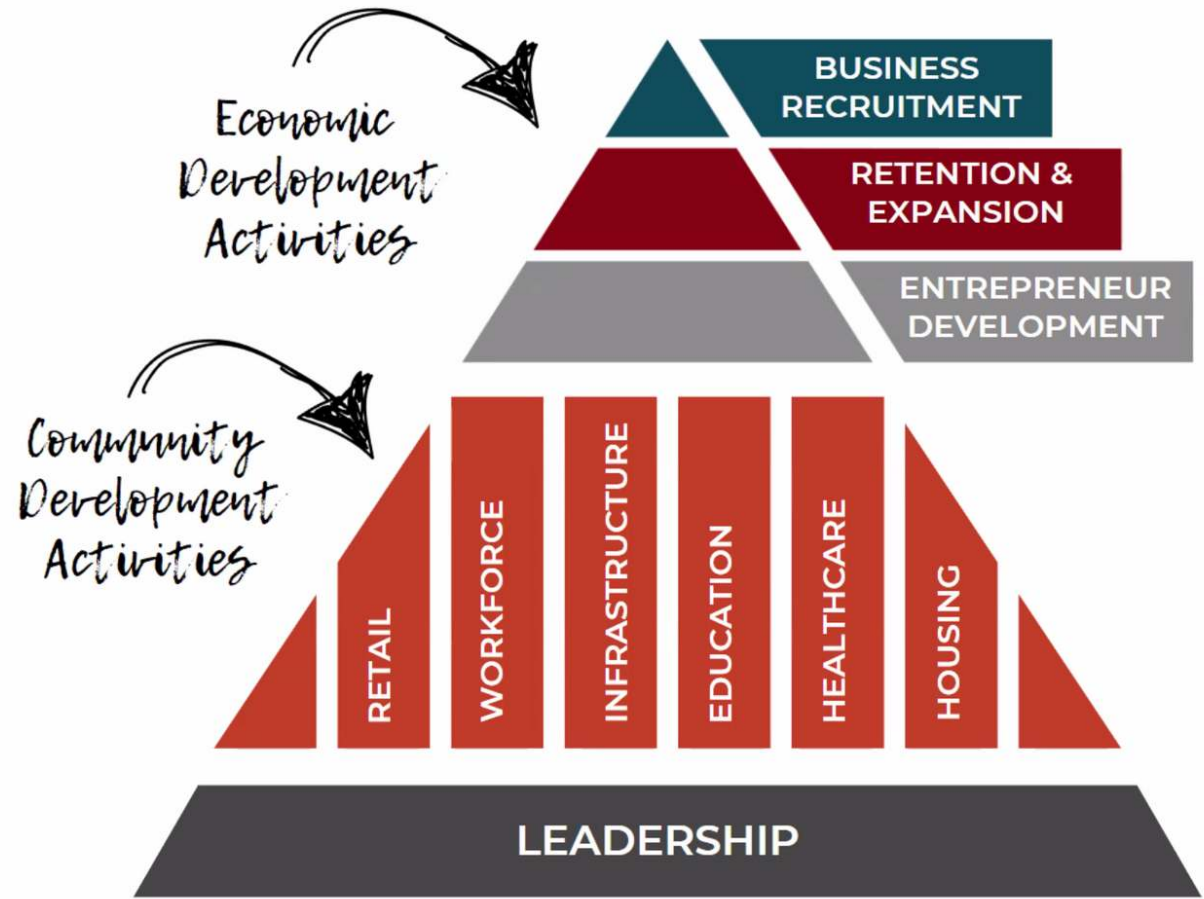 Economic
Development
Activities
BUSINESS
RECRUITMENT
RETENTION &
EXPANSION
ENTREPRENEUR
DEVELOPMENT
Community
Development
Activities
RETAIL
WORKFORCE
INFRASTRUCTURE
EDUCATION
HEALTHCARE
HOUSING
LEADERSHIP